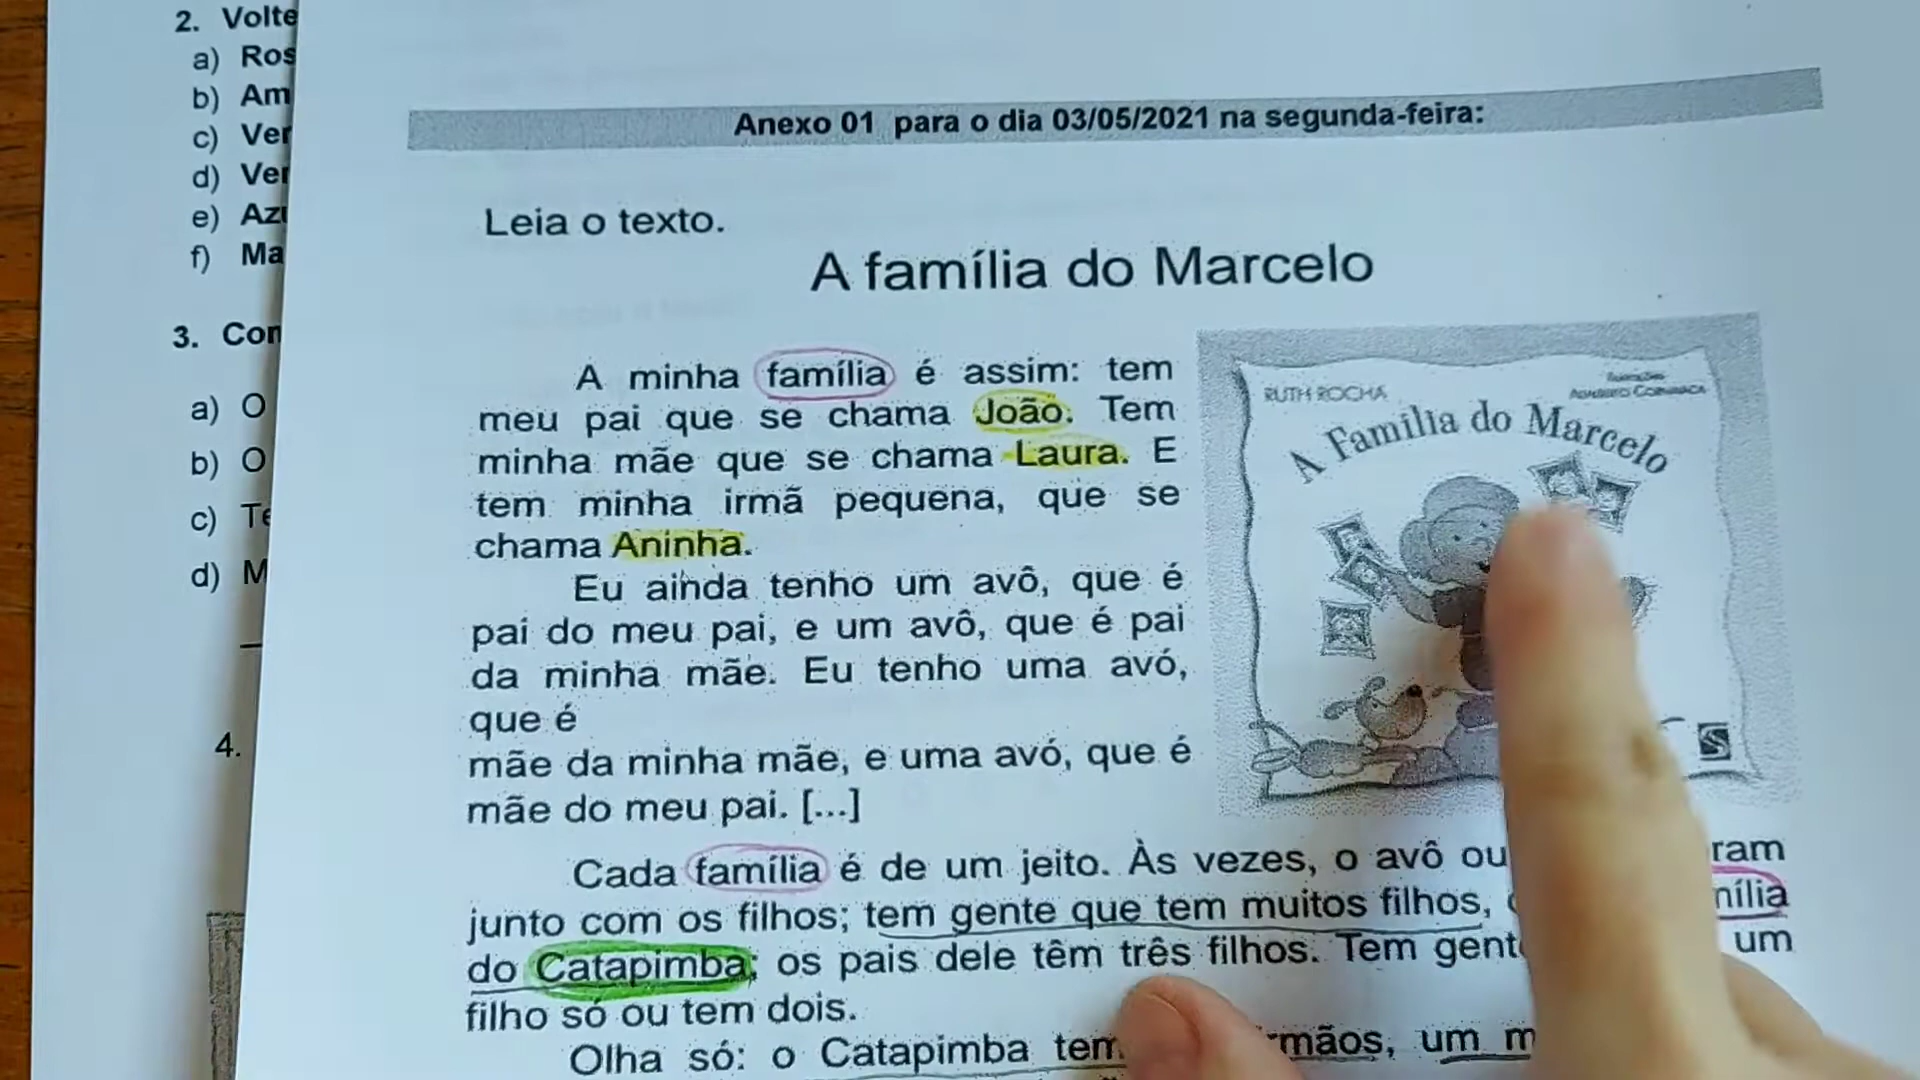 2. Volte
a) Ros
b) Am
c) Ver
d) Ver
e) Azu
f) Ma
3. Con
a) O
b) O
c) Te
d) M
4.
Anexo 01 para o dia 03/05/2021 na segunda-feira:
Leia o texto.
A família do Marcelo
A minha família é assim: tem
meu pai que se chama João. Tem
minha mãe que se chama Laura. E
tem minha irmã pequena, que se
chama Aninha.
Eu ainda tenho um avô, que é
pai do meu pai, e um avô, que é pai
da minha mãe. Eu tenho uma avó,
que é
mãe da minha mãe, e uma avó, que é
mãe do meu pai. [...]
Cada família é de um jeito. Às vezes, o avô ou ram
junto com os filhos; tem gente que tem muitos filhos, mília
do Catapimba; os pais dele têm três filhos. Tem gent um
filho só ou tem dois.
Olha só: o Catapimba tem rmãos, um m
RUTH ROCHA
A Família do Marcelo